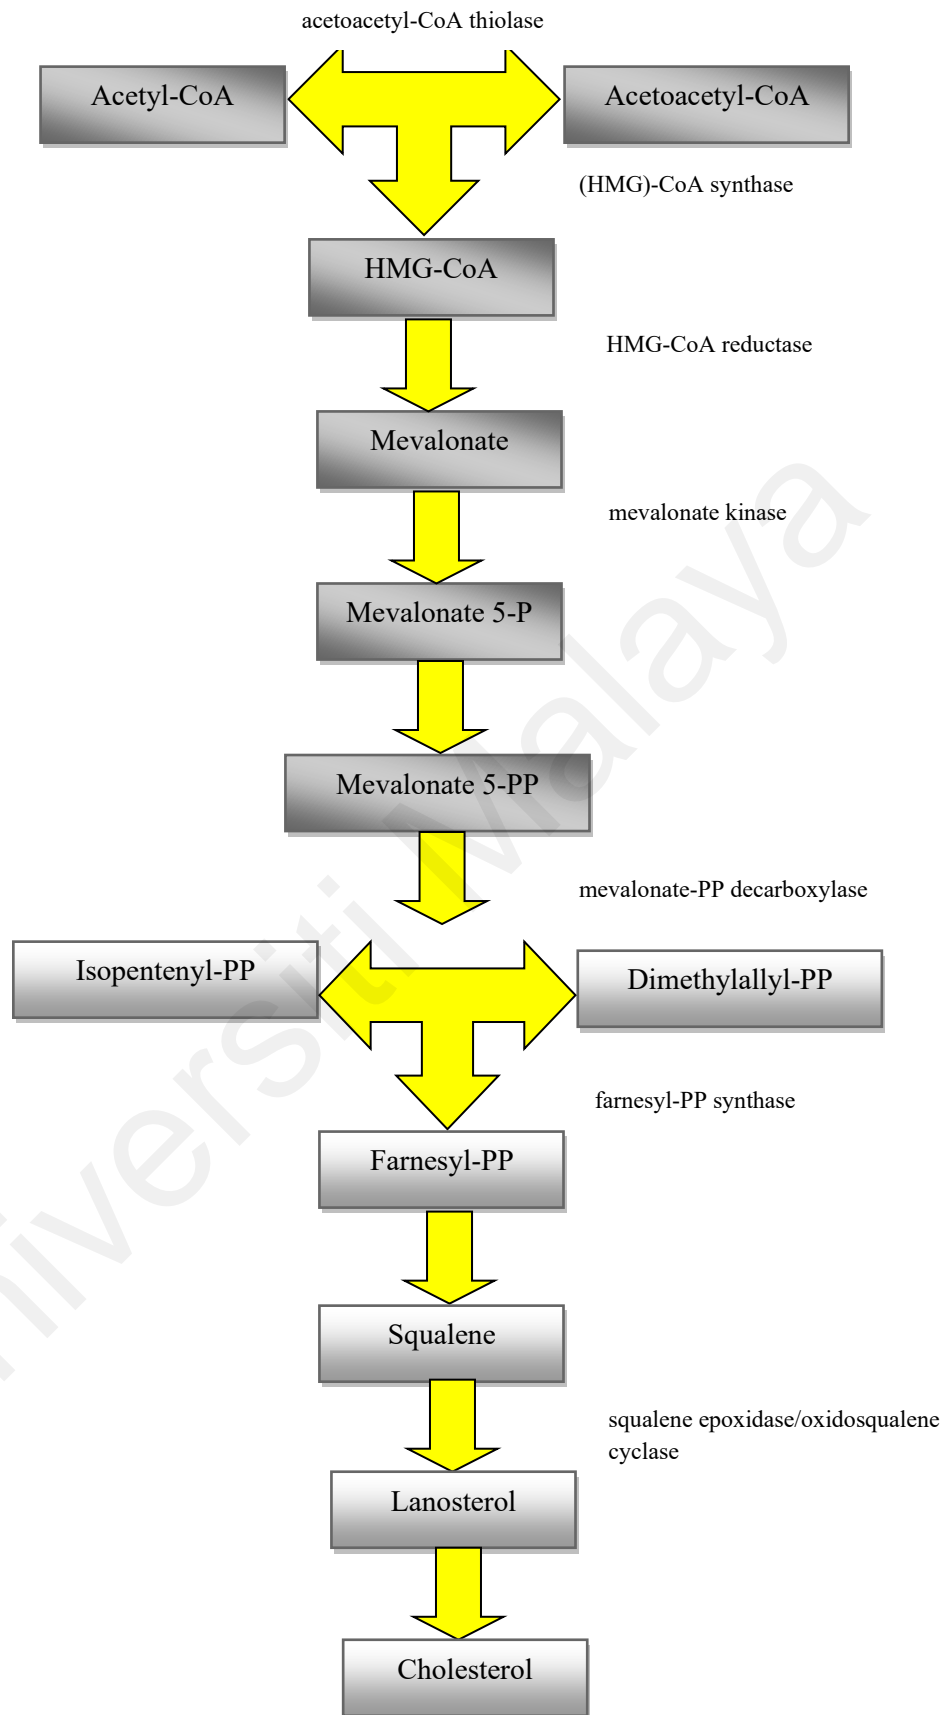 acetoacetyl-CoA thiolase
Acetyl-CoA
Acetoacetyl-CoA
(HMG)-CoA synthase
HMG-CoA
HMG-CoA reductase
Mevalonate
mevalonate kinase
Mevalonate 5-P
Mevalonate 5-PP
mevalonate-PP decarboxylase
Isopentenyl-PP
Dimethylallyl-PP
farnesyl-PP synthase
Farnesyl-PP
Squalene
squalene epoxidase/oxidosqualene
cyclase
Lanosterol
Cholesterol
niversiti Malaya